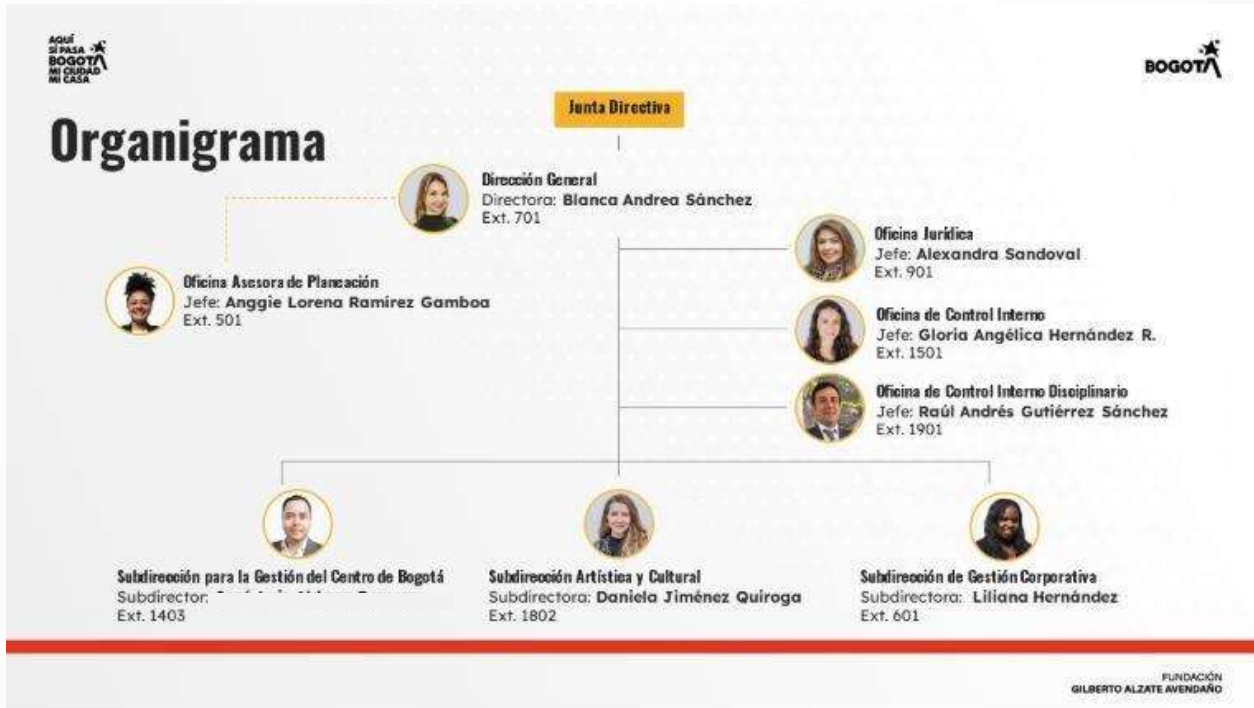 AQUÍ
SÍ PASA
BOGOTÁ
MI CIUDAD
MI CASA
BOGOTÁ
Organigrama
Junta Directiva
Dirección General
Directora: Blanca Andrea Sánchez
Ext. 701
Oficina Asesora de Planeación
Jefe: Anggie Lorena Ramírez Gamboa
Ext. 501
Oficina Jurídica
Jefe: Alexandra Sandoval
Ext. 901
Oficina de Control Interno
Jefe: Gloria Angélica Hernández R.
Ext. 1501
Oficina de Control Interno Disciplinario
Jefe: Raúl Andrés Gutiérrez Sánchez
Ext. 1901
Subdirección para la Gestión del Centro de Bogotá
Subdirector:
Ext. 1403
Subdirección Artística y Cultural
Subdirectora: Daniela Jiménez Quiroga
Ext. 1802
Subdirección de Gestión Corporativa
Subdirectora: Liliana Hernández
Ext. 601
FUNDACIÓN
GILBERTO ALZATE AVENDAÑO